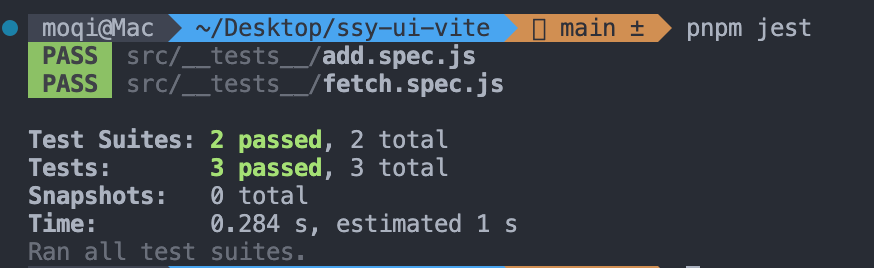 moqi@Mac ~/Desktop/ssy-ui-vite main ± pnpm jest
PASS src/__tests__/add.spec.js
PASS src/__tests__/fetch.spec.js
Test Suites: 2 passed, 2 total
Tests: 3 passed, 3 total
Snapshots: 0 total
Time: 0.284 s, estimated 1 s
Ran all test suites.